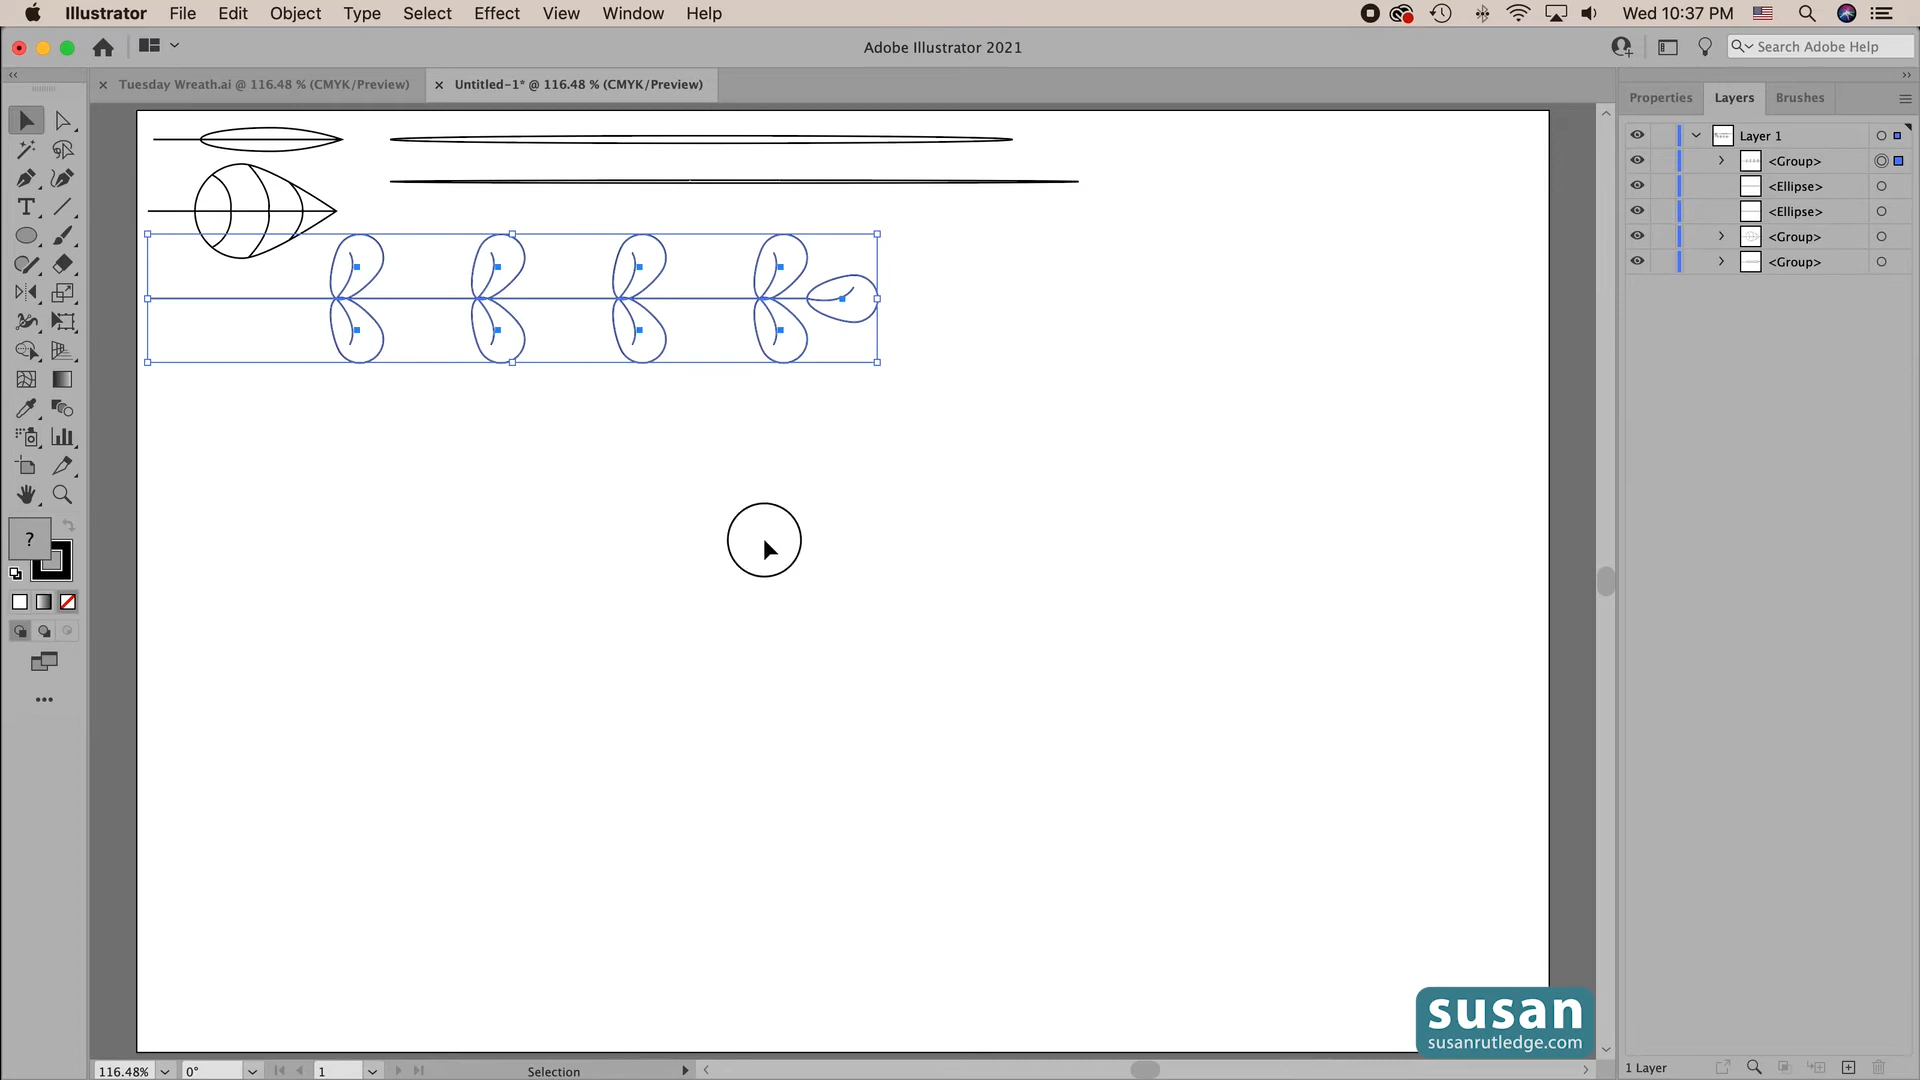 Illustrator File Edit Object Type Select Effect View Window Help Wed 10:37 PM
Adobe Illustrator 2021 Search Adobe Help
Tuesday Wreath.ai @ 116.48 % (CMYK/Preview) Untitled-1* @ 116.48 % (CMYK/Preview)
Properties Layers Brushes
Layer 1
<Group>
<Ellipse>
<Ellipse>
<Group>
<Group>
?
susan
susanrutledge.com
116.48% 0° 1 Selection 1 Layer